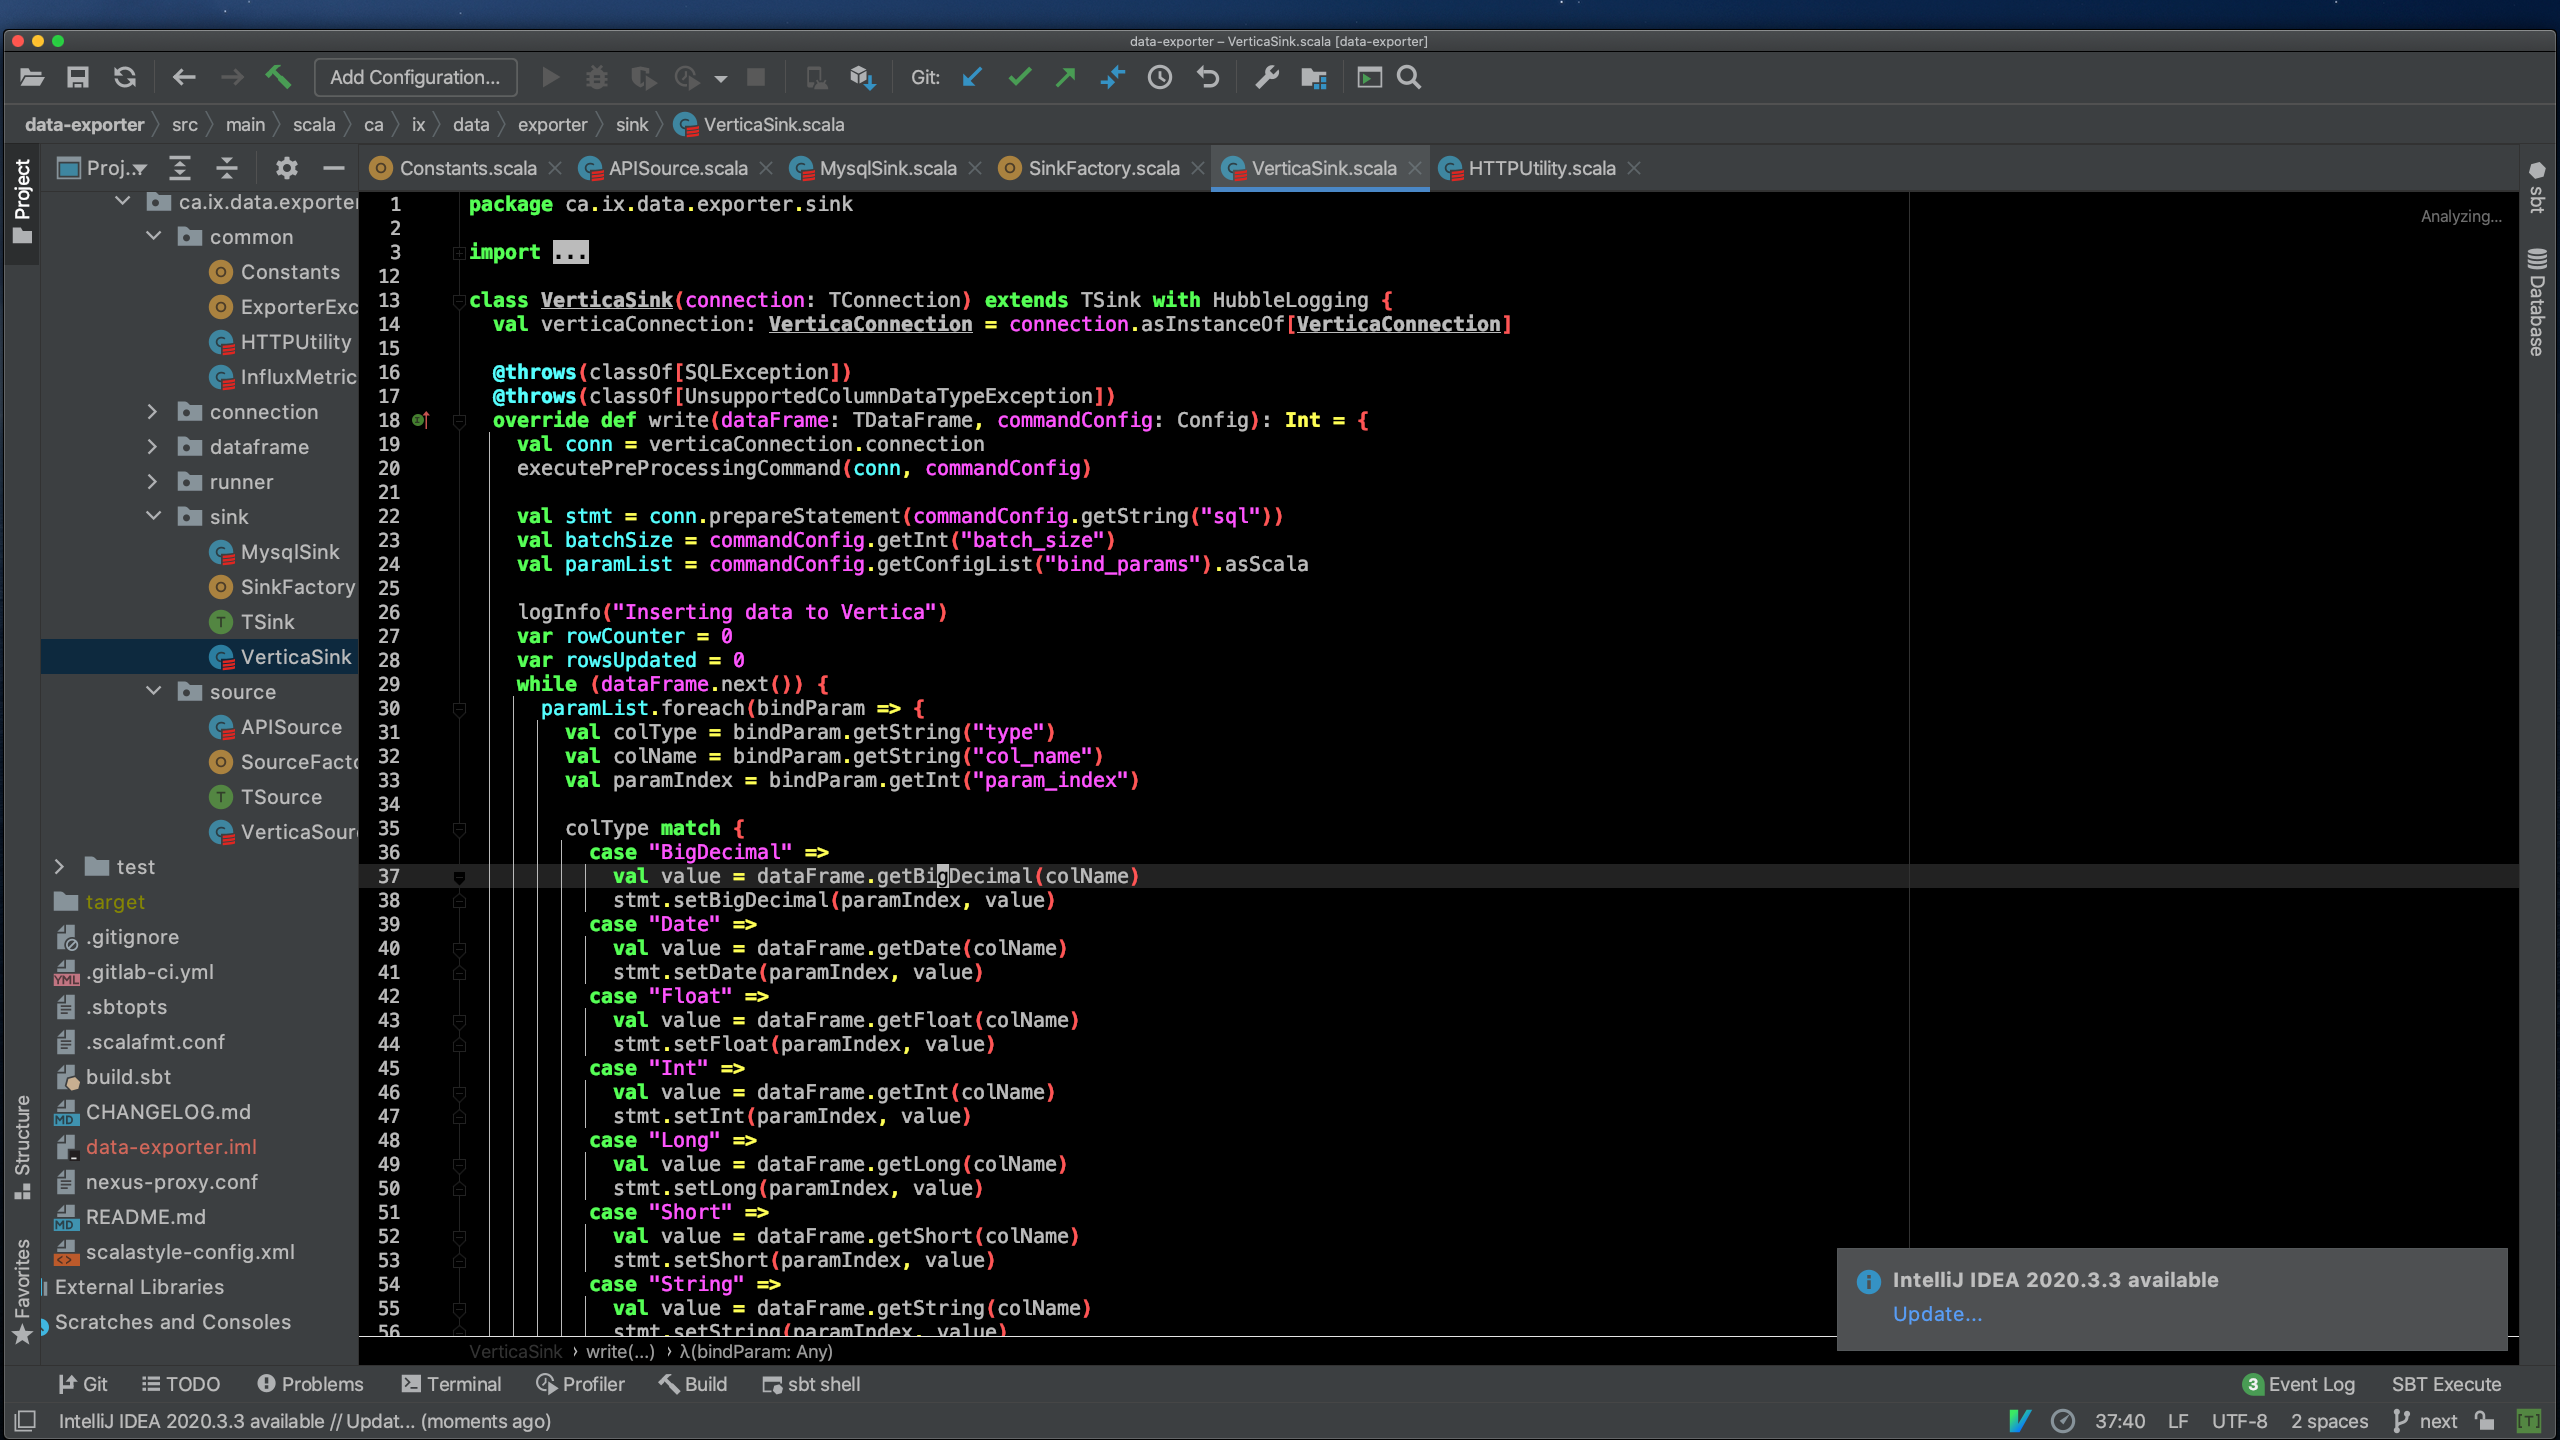 data-exporter – VerticaSink.scala [data-exporter]
Add Configuration...
Git:
data-exporter src main scala ca ix data exporter sink VerticaSink.scala
Project
Proj..
Constants.scala APISource.scala MysqlSink.scala SinkFactory.scala VerticaSink.scala HTTPUtility.scala
ca.ix.data.exporter
common
Constants
ExporterExc
HTTPUtility
InfluxMetric
connection
dataframe
runner
sink
MysqlSink
SinkFactory
TSink
VerticaSink
source
APISource
SourceFacto
TSource
VerticaSour
test
target
.gitignore
.gitlab-ci.yml
.sbtopts
.scalafmt.conf
build.sbt
CHANGELOG.md
data-exporter.iml
nexus-proxy.conf
README.md
scalastyle-config.xml
External Libraries
Scratches and Consoles
Structure
Favorites
1 package ca.ix.data.exporter.sink
2
3 import ...
12
13 class VerticaSink(connection: TConnection) extends TSink with HubbleLogging {
14 val verticaConnection: VerticaConnection = connection.asInstanceOf[VerticaConnection]
15
16 @throws(classOf[SQLException])
17 @throws(classOf[UnsupportedColumnDataTypeException])
18 override def write(dataFrame: TDataFrame, commandConfig: Config): Int = {
19 val conn = verticaConnection.connection
20 executePreProcessingCommand(conn, commandConfig)
21
22 val stmt = conn.prepareStatement(commandConfig.getString("sql"))
23 val batchSize = commandConfig.getInt("batch_size")
24 val paramList = commandConfig.getConfigList("bind_params").asScala
25
26 logInfo("Inserting data to Vertica")
27 var rowCounter = 0
28 var rowsUpdated = 0
29 while (dataFrame.next()) {
30 paramList.foreach(bindParam => {
31 val colType = bindParam.getString("type")
32 val colName = bindParam.getString("col_name")
33 val paramIndex = bindParam.getInt("param_index")
34
35 colType match {
36 case "BigDecimal" =>
37 val value = dataFrame.getBigDecimal(colName)
38 stmt.setBigDecimal(paramIndex, value)
39 case "Date" =>
40 val value = dataFrame.getDate(colName)
41 stmt.setDate(paramIndex, value)
42 case "Float" =>
43 val value = dataFrame.getFloat(colName)
44 stmt.setFloat(paramIndex, value)
45 case "Int" =>
46 val value = dataFrame.getInt(colName)
47 stmt.setInt(paramIndex, value)
48 case "Long" =>
49 val value = dataFrame.getLong(colName)
50 stmt.setLong(paramIndex, value)
51 case "Short" =>
52 val value = dataFrame.getShort(colName)
53 stmt.setShort(paramIndex, value)
54 case "String" =>
55 val value = dataFrame.getString(colName)
56 stmt.setString(paramIndex, value)
Analyzing...
sbt
Database
IntelliJ IDEA 2020.3.3 available
Update...
VerticaSink › write(...) › λ(bindParam: Any)
Git TODO Problems Terminal Profiler Build sbt shell 3 Event Log SBT Execute
IntelliJ IDEA 2020.3.3 available // Updat... (moments ago) 37:40 LF UTF-8 2 spaces next [T]